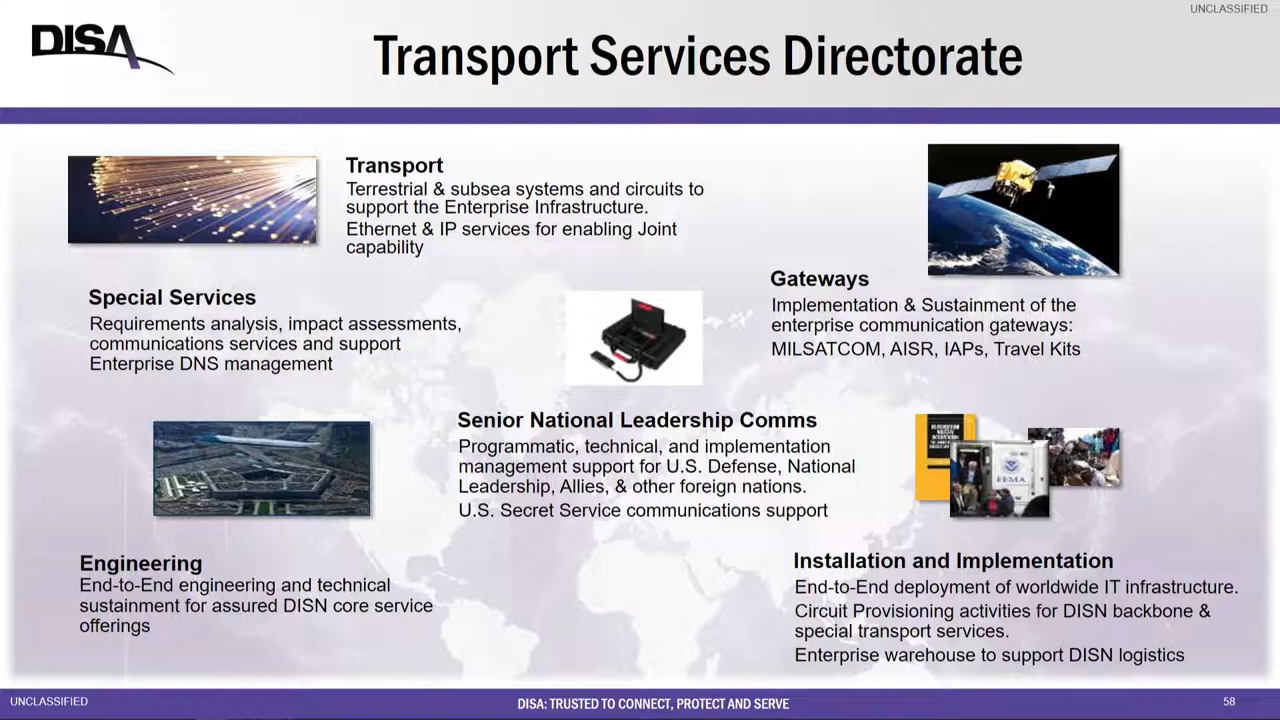 UNCLASSIFIED
DISA
Transport Services Directorate
Transport
Terrestrial & subsea systems and circuits to
support the Enterprise Infrastructure.
Ethernet & IP services for enabling Joint
capability
Special Services
Requirements analysis, impact assessments,
communications services and support
Enterprise DNS management
Gateways
Implementation & Sustainment of the
enterprise communication gateways:
MILSATCOM, AISR, IAPs, Travel Kits
Senior National Leadership Comms
Programmatic, technical, and implementation
management support for U.S. Defense, National
Leadership, Allies, & other foreign nations.
U.S. Secret Service communications support
FEMA
Engineering
End-to-End engineering and technical
sustainment for assured DISN core service
offerings
Installation and Implementation
End-to-End deployment of worldwide IT infrastructure.
Circuit Provisioning activities for DISN backbone &
special transport services.
Enterprise warehouse to support DISN logistics
UNCLASSIFIED
DISA: TRUSTED TO CONNECT, PROTECT AND SERVE
58